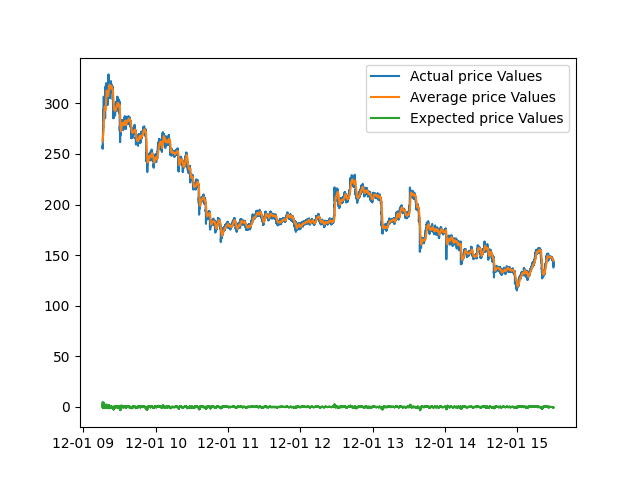 Actual price Values
Average price Values
Expected price Values
300
250
200
150
100
50
0
12-01 09 12-01 10 12-01 11 12-01 12 12-01 13 12-01 14 12-01 15